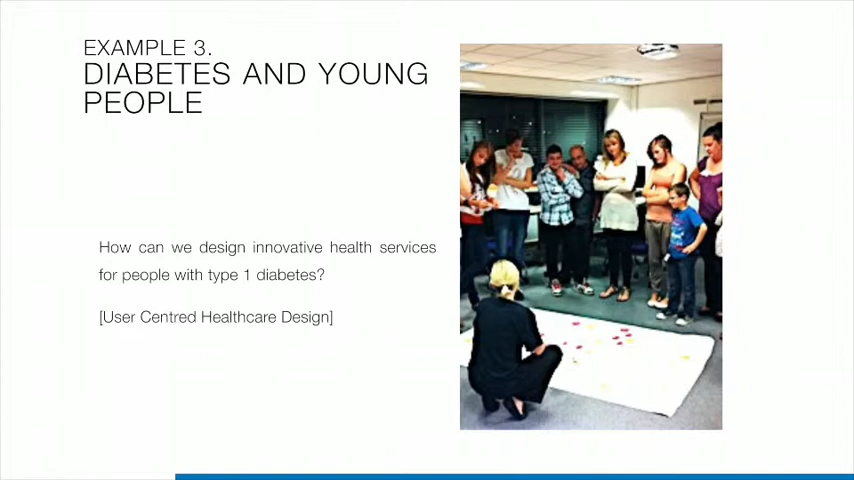 EXAMPLE 3.
DIABETES AND YOUNG
PEOPLE
How can we design innovative health services
for people with type 1 diabetes?
[User Centred Healthcare Design]